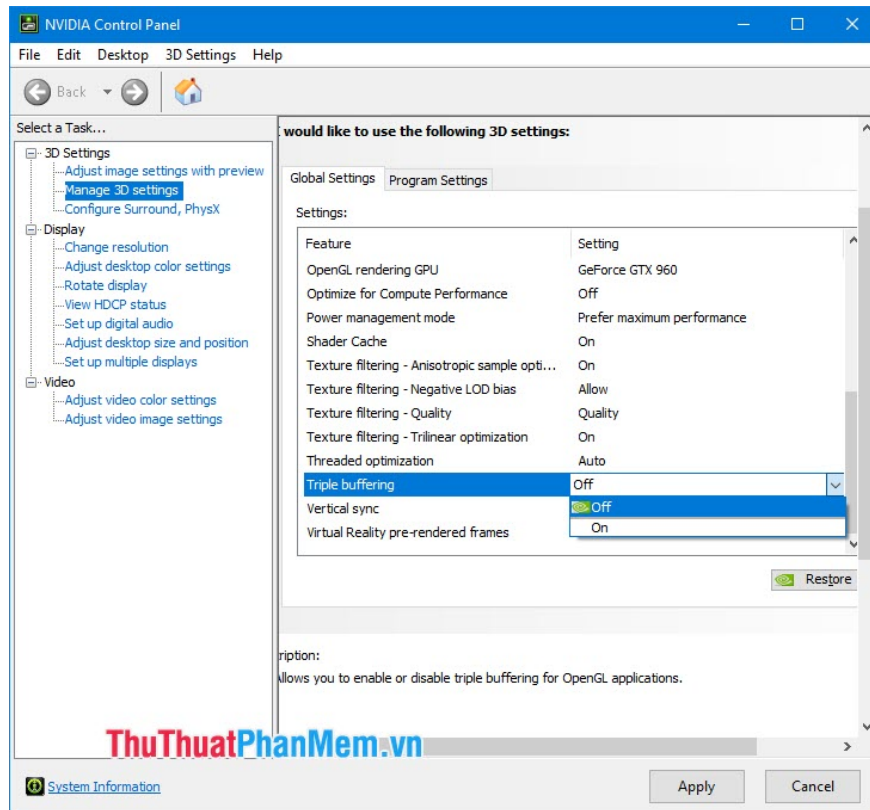 NVIDIA Control Panel
File Edit Desktop 3D Settings Help
Back
Select a Task...
3D Settings
Adjust image settings with preview
Manage 3D settings
Configure Surround, PhysX
Display
Change resolution
Adjust desktop color settings
Rotate display
View HDCP status
Set up digital audio
Adjust desktop size and position
Set up multiple displays
Video
Adjust video color settings
Adjust video image settings
would like to use the following 3D settings:
Global Settings Program Settings
Settings:
Feature Setting
OpenGL rendering GPU GeForce GTX 960
Optimize for Compute Performance Off
Power management mode Prefer maximum performance
Shader Cache On
Texture filtering - Anisotropic sample opti... On
Texture filtering - Negative LOD bias Allow
Texture filtering - Quality Quality
Texture filtering - Trilinear optimization On
Threaded optimization Auto
Triple buffering Off
Vertical sync Off
Virtual Reality pre-rendered frames On
Restore
ription:
llows you to enable or disable triple buffering for OpenGL applications.
ThuThuatPhanMem.vn
System Information
Apply Cancel